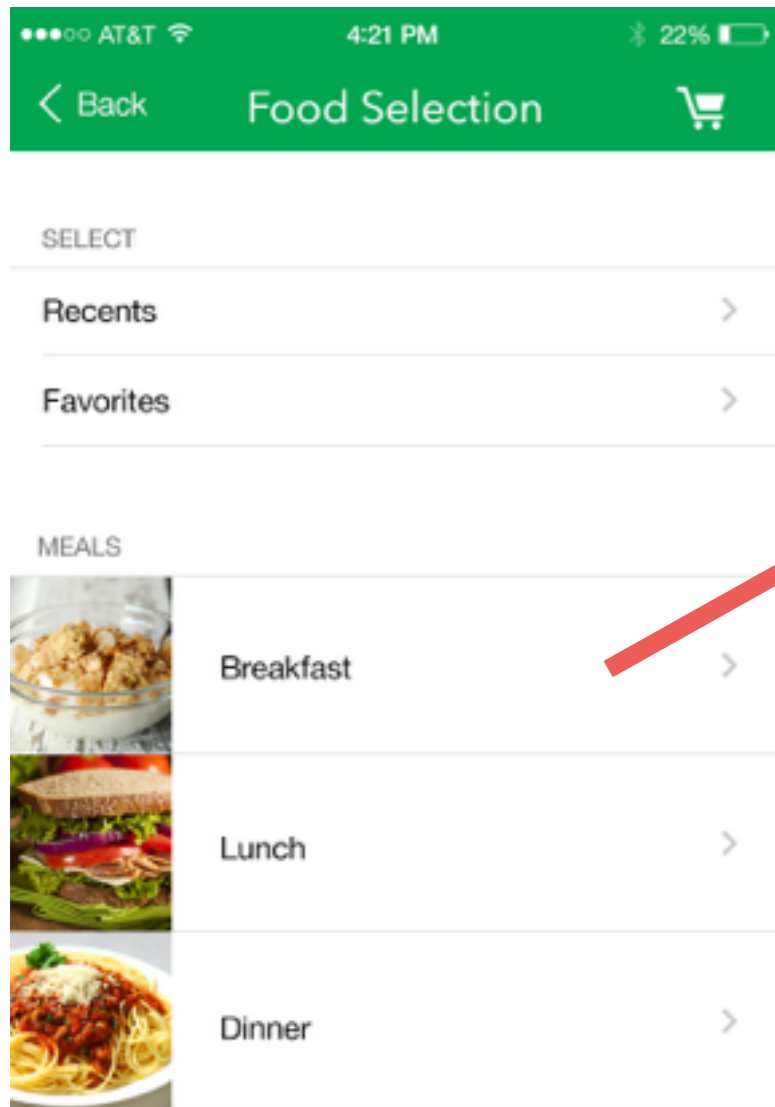 AT&T 4:21 PM 22%
Back Food Selection
SELECT
Recents
Favorites
MEALS
Breakfast
Lunch
Dinner